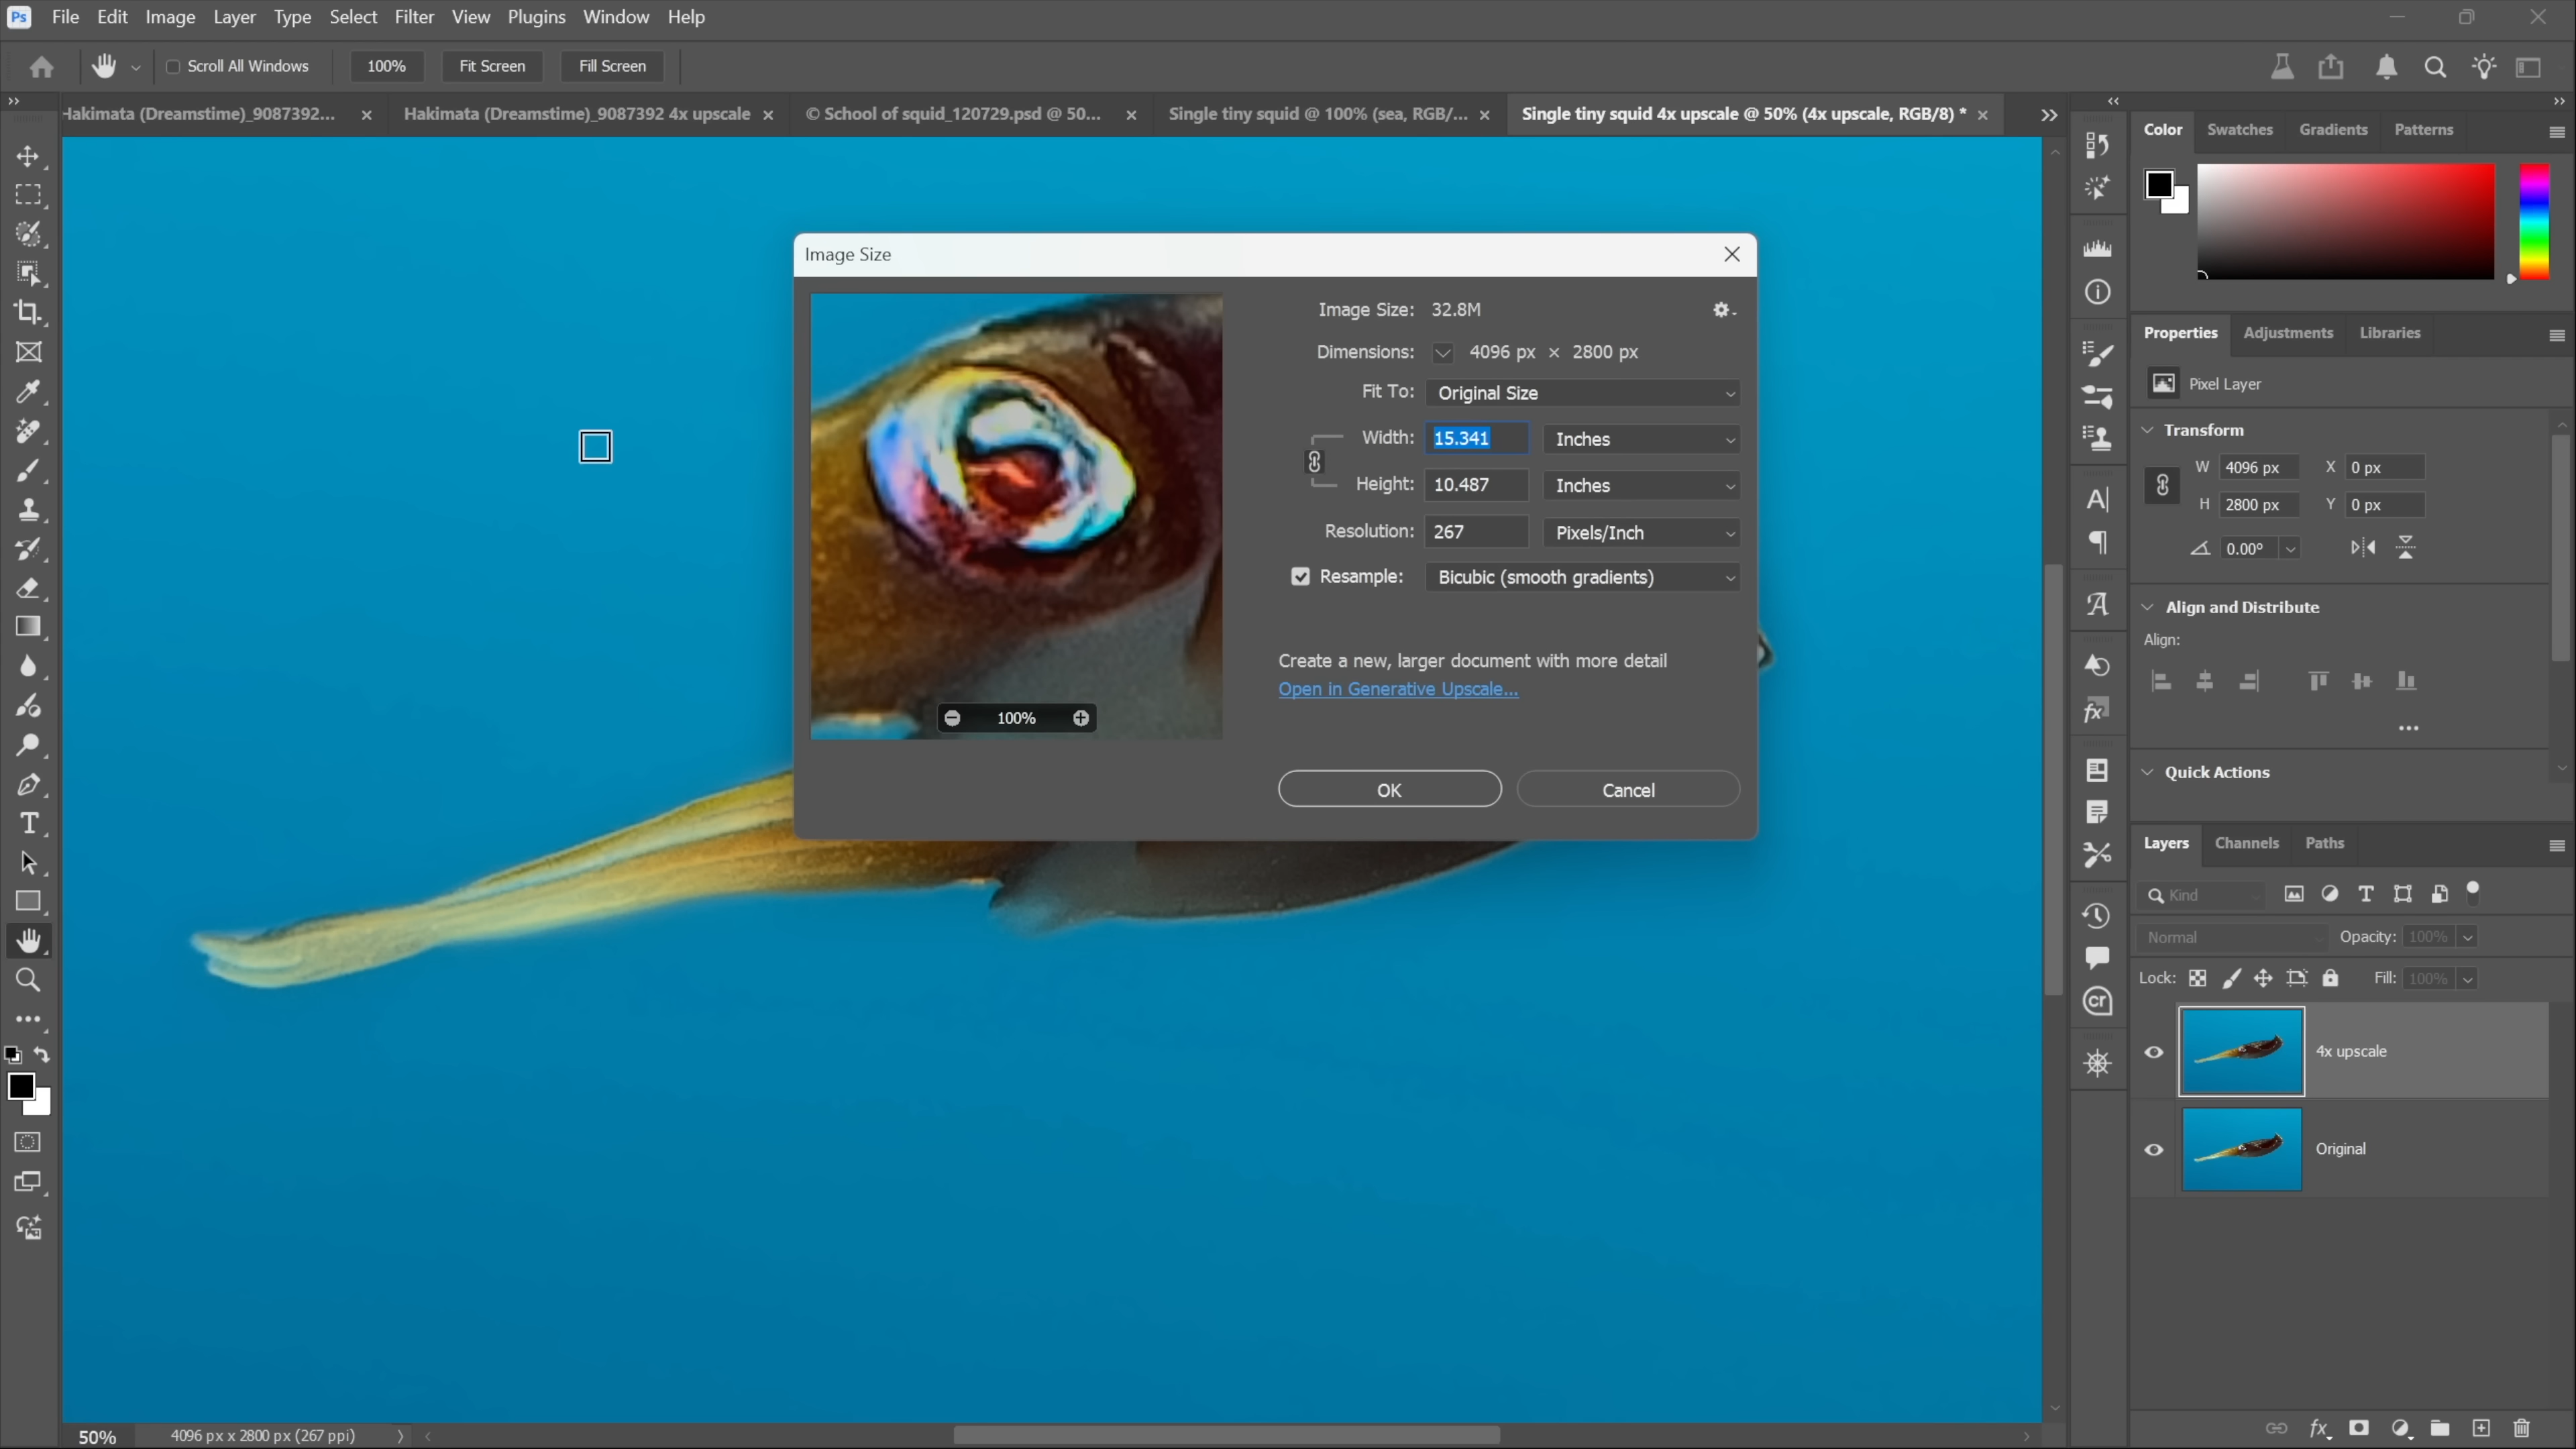 Ps File Edit Image Layer Type Select Filter View Plugins Window Help
Scroll All Windows 100% Fit Screen Fill Screen
Hakimata (Dreamstime)_9087392... × Hakimata (Dreamstime)_9087392 4x upscale × © School of squid_120729.psd @ 50... × Single tiny squid @ 100% (sea, RGB/... × Single tiny squid 4x upscale @ 50% (4x upscale, RGB/8) * ×
Color Swatches Gradients Patterns
Image Size
Image Size: 32.8M
Dimensions: 4096 px × 2800 px
Fit To: Original Size
Width: 15.341 Inches
Height: 10.487 Inches
Resolution: 267 Pixels/Inch
Resample: Bicubic (smooth gradients)
Create a new, larger document with more detail
Open in Generative Upscale...
100%
OK Cancel
Properties Adjustments Libraries
Pixel Layer
Transform
W 4096 px X 0 px
H 2800 px Y 0 px
0.00°
Align and Distribute
Align:
Quick Actions
Layers Channels Paths
Kind
Normal Opacity: 100%
Lock: Fill: 100%
4x upscale
Original
50% 4096 px x 2800 px (267 ppi)